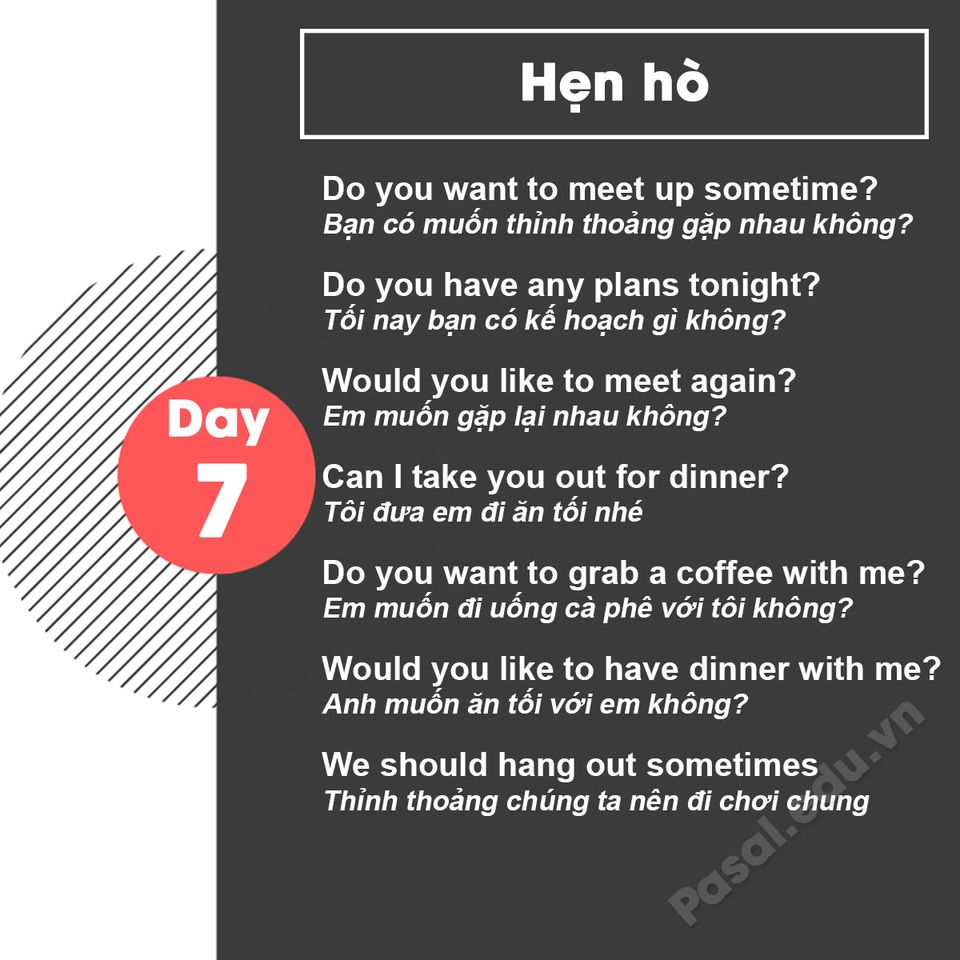 Hẹn hò
Do you want to meet up sometime?
Bạn có muốn thỉnh thoảng gặp nhau không?
Do you have any plans tonight?
Tối nay bạn có kế hoạch gì không?
Would you like to meet again?
Em muốn gặp lại nhau không?
Day
7
Can I take you out for dinner?
Tôi đưa em đi ăn tối nhé
Do you want to grab a coffee with me?
Em muốn đi uống cà phê với tôi không?
Would you like to have dinner with me?
Anh muốn ăn tối với em không?
We should hang out sometimes
Thỉnh thoảng chúng ta nên đi chơi chung
Pasal.edu.vn